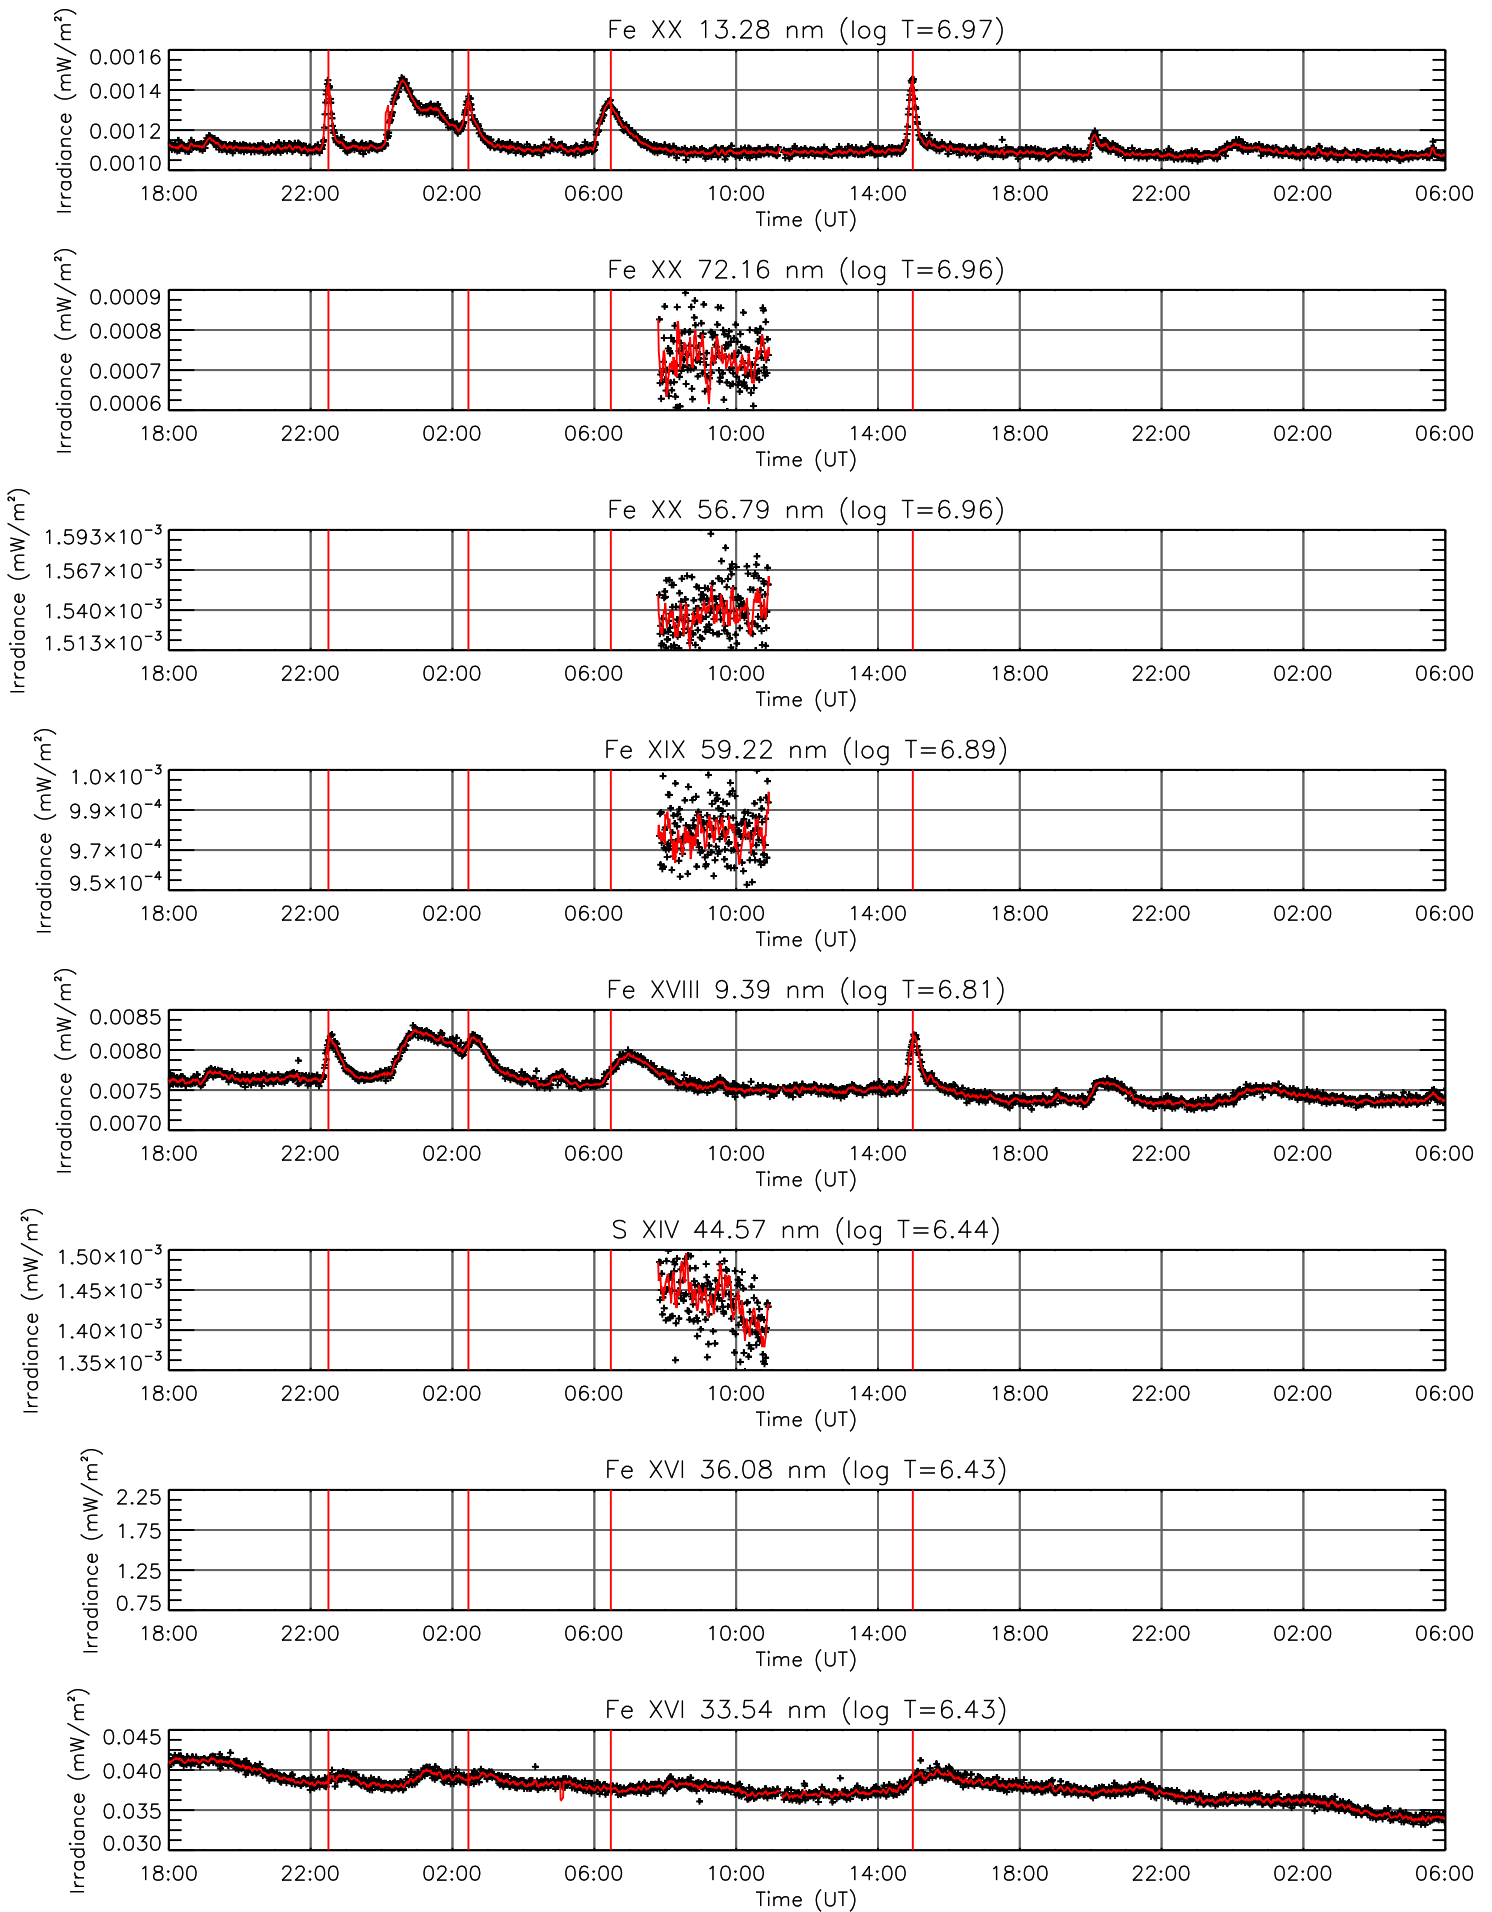 Fe XX 13.28 nm (log T=6.97)
Irradiance (mW/m²)
0.0016
0.0014
0.0012
0.0010
18:00 22:00 02:00 06:00 10:00 14:00 18:00 22:00 02:00 06:00
Time (UT)
Fe XX 72.16 nm (log T=6.96)
Irradiance (mW/m²)
0.0009
0.0008
0.0007
0.0006
18:00 22:00 02:00 06:00 10:00 14:00 18:00 22:00 02:00 06:00
Time (UT)
Fe XX 56.79 nm (log T=6.96)
Irradiance (mW/m²)
1.593×10⁻³
1.567×10⁻³
1.540×10⁻³
1.513×10⁻³
18:00 22:00 02:00 06:00 10:00 14:00 18:00 22:00 02:00 06:00
Time (UT)
Fe XIX 59.22 nm (log T=6.89)
Irradiance (mW/m²)
1.0×10⁻³
9.9×10⁻⁴
9.7×10⁻⁴
9.5×10⁻⁴
18:00 22:00 02:00 06:00 10:00 14:00 18:00 22:00 02:00 06:00
Time (UT)
Fe XVIII 9.39 nm (log T=6.81)
Irradiance (mW/m²)
0.0085
0.0080
0.0075
0.0070
18:00 22:00 02:00 06:00 10:00 14:00 18:00 22:00 02:00 06:00
Time (UT)
S XIV 44.57 nm (log T=6.44)
Irradiance (mW/m²)
1.50×10⁻³
1.45×10⁻³
1.40×10⁻³
1.35×10⁻³
18:00 22:00 02:00 06:00 10:00 14:00 18:00 22:00 02:00 06:00
Time (UT)
Fe XVI 36.08 nm (log T=6.43)
Irradiance (mW/m²)
2.25
1.75
1.25
0.75
18:00 22:00 02:00 06:00 10:00 14:00 18:00 22:00 02:00 06:00
Time (UT)
Fe XVI 33.54 nm (log T=6.43)
Irradiance (mW/m²)
0.045
0.040
0.035
0.030
18:00 22:00 02:00 06:00 10:00 14:00 18:00 22:00 02:00 06:00
Time (UT)